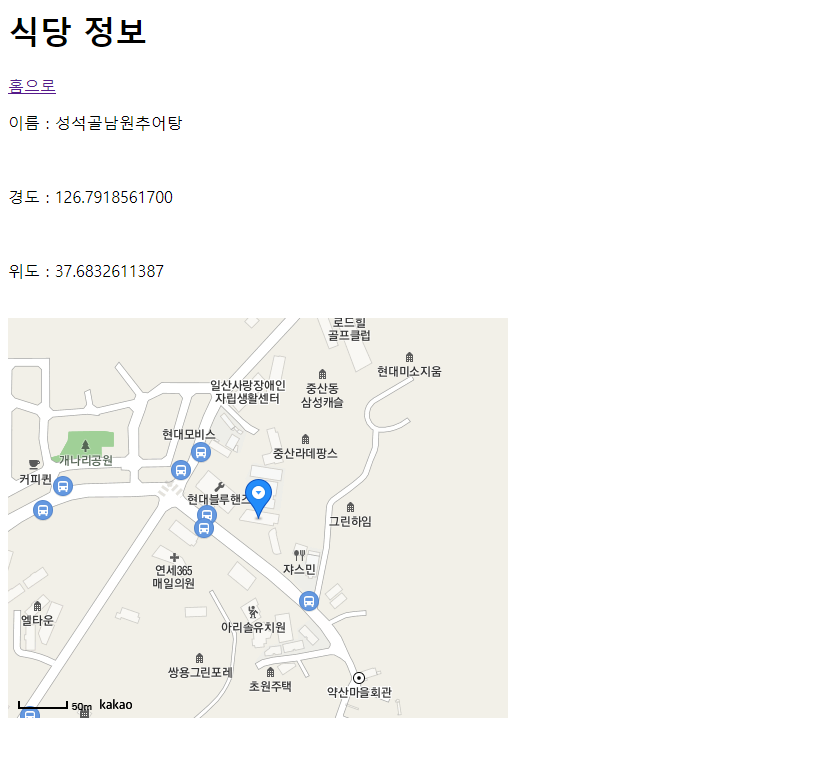 식당 정보
홈으로
이름 : 성석골남원추어탕
경도 : 126.7918561700
위도 : 37.6832611387
로드힐
골프클럽
현대미소지움
일산사랑장애인
자립생활센터
중산동
삼성캐슬
현대모비스
중산라데팡스
개나리공원
커피퀸
현대블루핸즈
그린하임
연세365
매일의원
쟈스민
엘타운
아리솔유치원
쌍용그린포레
초원주택
약산마을회관
50m kakao